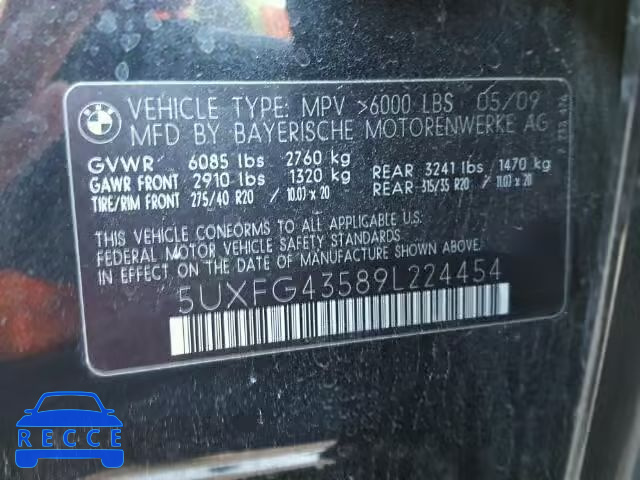 BMW
VEHICLE TYPE: MPV >6000 LBS 05/09
MFD BY BAYERISCHE MOTORENWERKE AG
GVWR 6085 lbs 2760 kg
GAWR FRONT 2910 lbs 1320 kg REAR 3241 lbs / 1470 kg
TIRE/RIM FRONT 275/40 R20 / 10.0J x 20 REAR 315/35 R20 / 11.0J x 20
THIS VEHICLE CONFORMS TO ALL APPLICABLE U.S.
FEDERAL MOTOR VEHICLE SAFETY STANDARDS
IN EFFECT ON THE DATE OF MANUFACTURE SHOWN ABOVE.
5UXFG43589L224454
RECCE